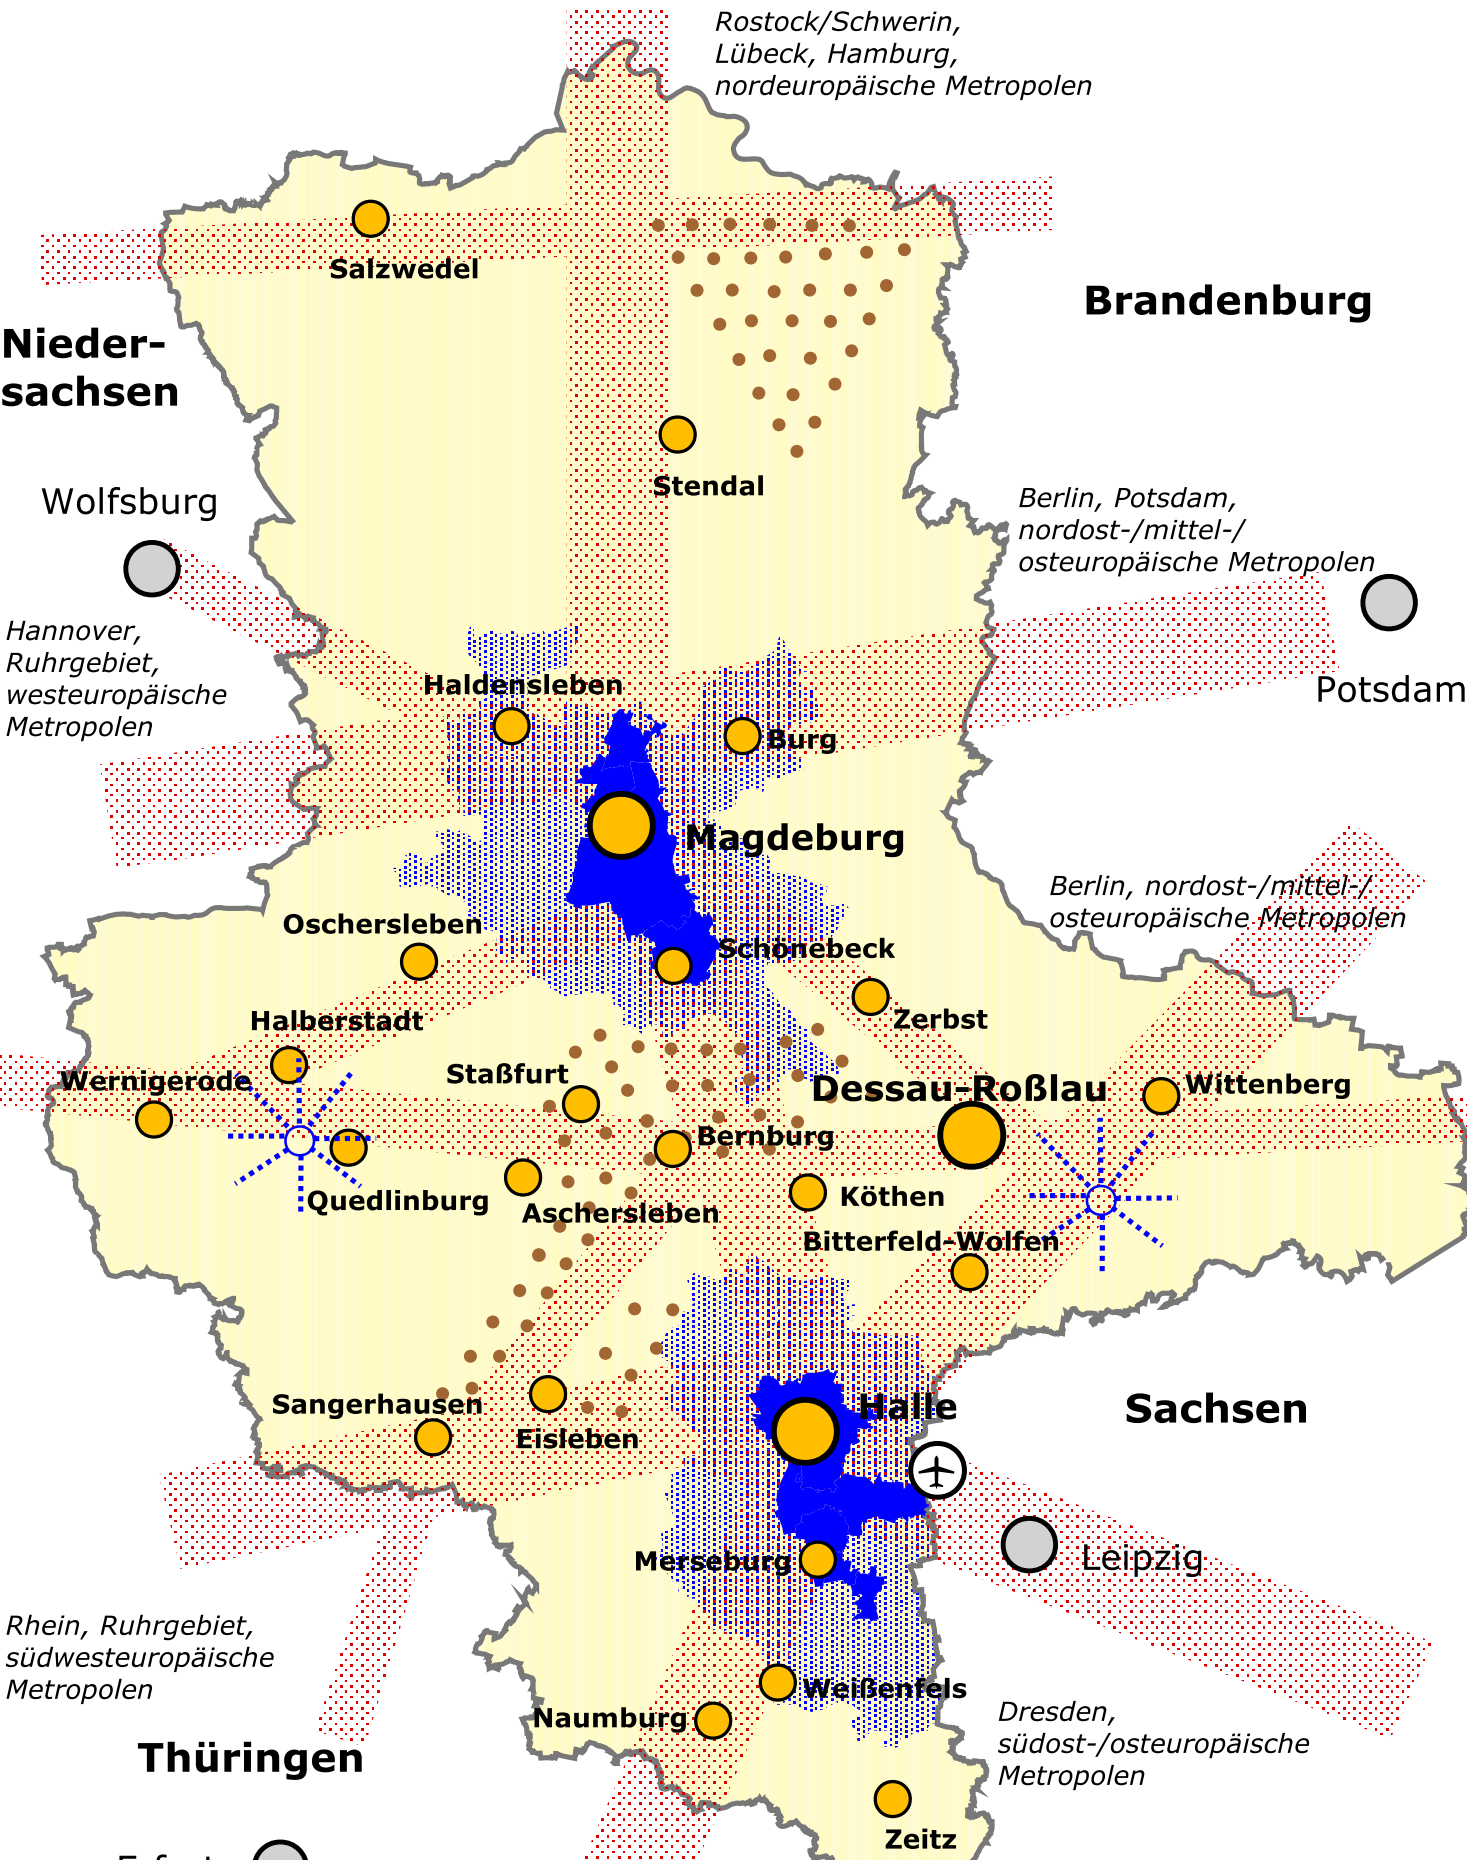 Rostock/Schwerin,
Lübeck, Hamburg,
nordeuropäische Metropolen
Salzwedel
Brandenburg
Nieder-
sachsen
Stendal
Wolfsburg
Berlin, Potsdam,
nordost-/mittel-/
osteuropäische Metropolen
Hannover,
Ruhrgebiet,
westeuropäische
Metropolen
Haldensleben
Potsdam
Burg
Magdeburg
Berlin, nordost-/mittel-/
osteuropäische Metropolen
Oschersleben
Schönebeck
Halberstadt
Zerbst
Wernigerode
Staßfurt
Dessau-Roßlau
Wittenberg
Bernburg
Quedlinburg
Aschersleben
Köthen
Bitterfeld-Wolfen
Sangerhausen
Halle
Sachsen
Eisleben
Merseburg
Leipzig
Rhein, Ruhrgebiet,
südwesteuropäische
Metropolen
Weißenfels
Naumburg
Dresden,
südost-/osteuropäische
Metropolen
Thüringen
Zeitz